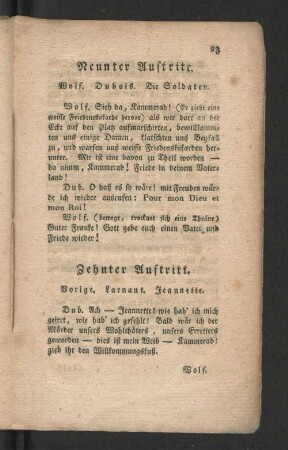 23
Neunter Auftritt.
Wolf. Dubois. Die Soldaten.
Wolf. Sieh da, Kammerad! (Er zieht eine
weisse Friedenskokarde hervor) als wir dort an der
Ecke auf den Platz aufmarschirten, bewillkomm-
ten uns einige Damen, klatschten uns Beyfall
zu, und warfen uns weisse Friedenskokarden her-
unter. Mir ist eine davon zu Theil worden —
da nimm, Kammerad! Friede in deinem Vater-
land!
Dub. O daß es so wäre! mit Freuden wür-
de ich wieder ausrufen: Pour mon Dieu et
mon Roi!
Wolf. (bewegt, trocknet sich eine Thräne)
Guter Franke! Gott gebe euch einen Vater, und
Friede wieder!
Zehnter Auftritt.
Vorige. Larnant. Jeannette.
Dub. Ach — Jeannette! wie hab' ich mich
geirrt, wie hab' ich gefehlt! Bald wär ich der
Mörder unsers Wohlthäters, unsers Erretters
geworden — dies ist mein Weib — Kammerad!
gieb ihr den Willkommungskuß.
Wolf.